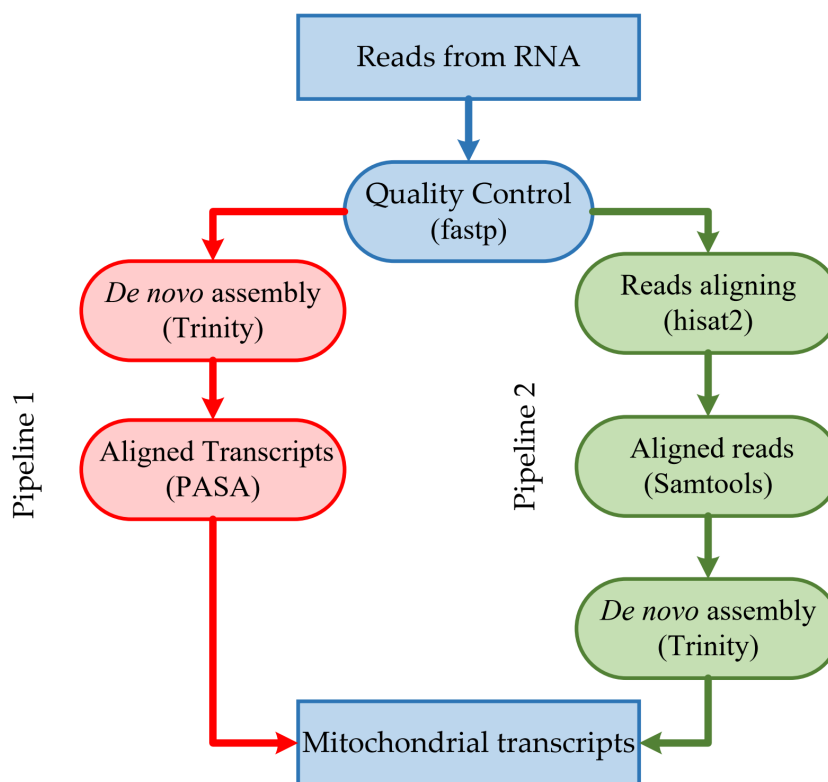 Reads from RNA
Quality Control
(fastp)
De novo assembly
(Trinity)
Aligned Transcripts
(PASA)
Pipeline 1
Reads aligning
(hisat2)
Aligned reads
(Samtools)
De novo assembly
(Trinity)
Pipeline 2
Mitochondrial transcripts